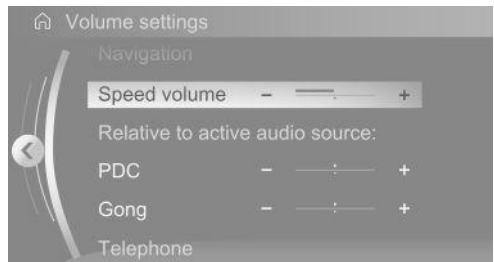 Volume settings
Navigation
Speed volume - +
Relative to active audio source:
PDC - +
Gong - +
Telephone